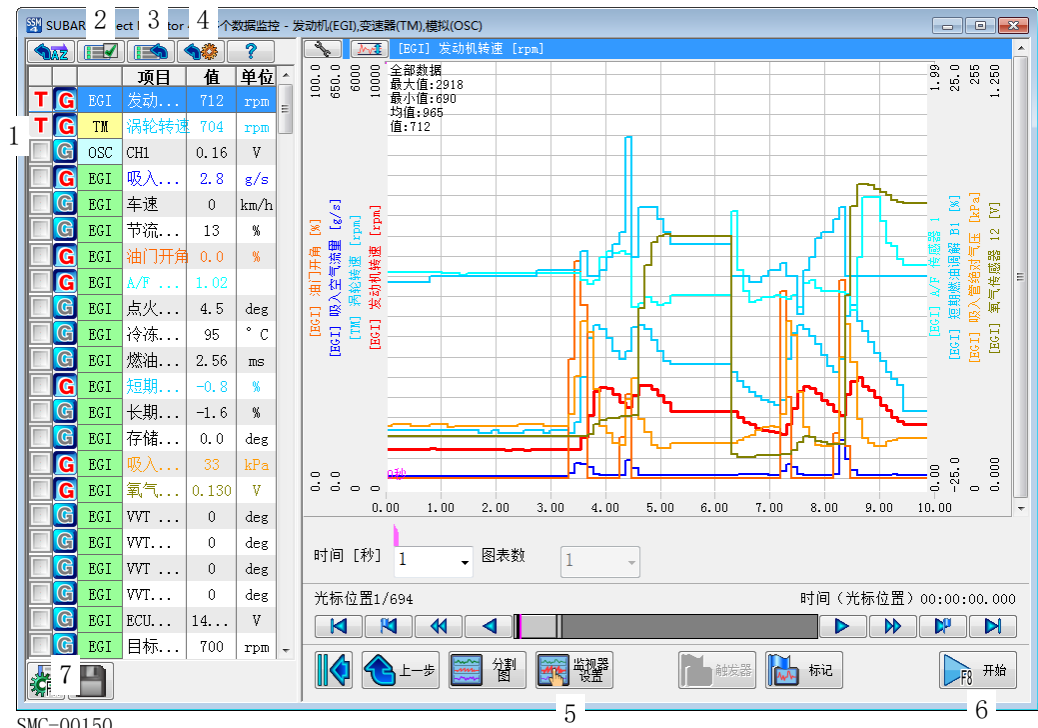 SUBAR ect M tor 4 个数据监控 - 发动机(EGI),变速器(TM),模拟(OSC)
2 3 4
AZ ?
[EGI] 发动机转速 [rpm]
项目 值 单位
T G EGI 发动... 712 rpm
T G TM 涡轮转速 704 rpm
1
G OSC CH1 0.16 V
G EGI 吸入... 2.8 g/s
G EGI 车速 0 km/h
G EGI 节流... 13 %
G EGI 油门开角 0.0 %
G EGI A/F ... 1.02
G EGI 点火... 4.5 deg
G EGI 冷冻... 95 °C
G EGI 燃油... 2.56 ms
G EGI 短期... -0.8 %
G EGI 长期... -1.6 %
G EGI 存储... 0.0 deg
G EGI 吸入... 33 kPa
G EGI 氧气... 0.130 V
G EGI VVT ... 0 deg
G EGI VVT... 0 deg
G EGI VVT ... 0 deg
G EGI VVT... 0 deg
G EGI ECU... 14... V
G EGI 目标... 700 rpm
7
100.0 650.0 6000 10000
全部数据
最大值:2918
最小值:690
均值:965
值:712
1.99 25.0 255 1.250
[EGI] 油门开角 [%]
[EGI] 吸入空气流量 [g/s]
[TM] 涡轮转速 [rpm]
[EGI] 发动机转速 [rpm]
[EGI] A/F 传感器 1
[EGI] 短期燃油调解 B1 [%]
[EGI] 吸入管绝对气压 [kPa]
[EGI] 氧气传感器 12 [V]
0.0 0.0 0 0
0秒
0.00 -25.0 0 0.000
0.00 1.00 2.00 3.00 4.00 5.00 6.00 7.00 8.00 9.00 10.00
时间 [秒] 1 图表数 1
光标位置1/694 时间（光标位置）00:00:00.000
上一步 分割图 监视器设置 触发器 标记 F8 开始
5 6
SMC-00150